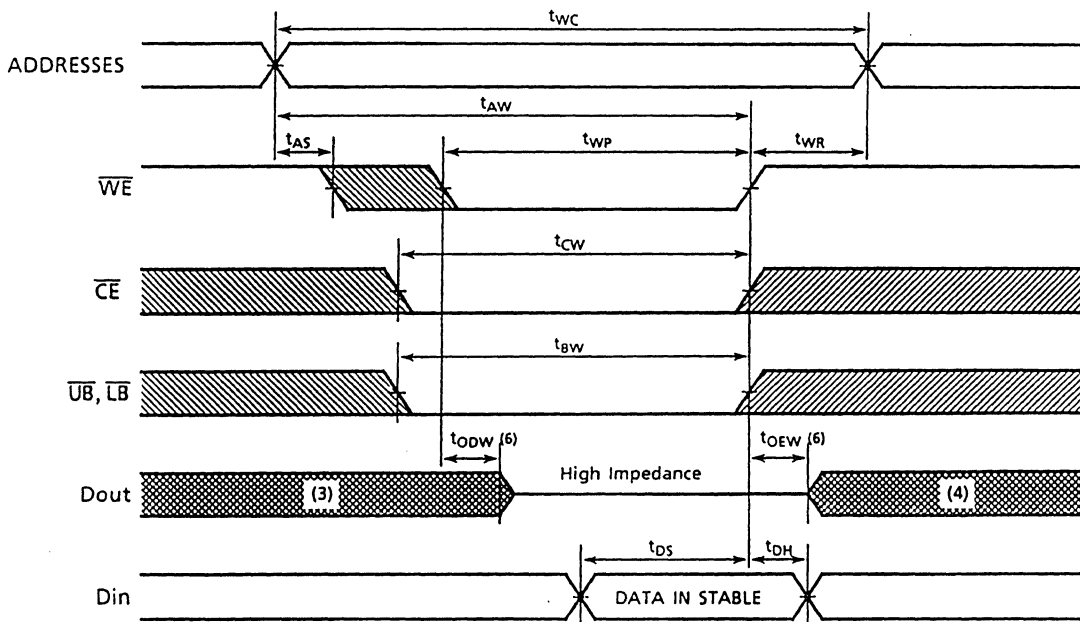 tWC
ADDRESSES
tAW
tAS
tWP
tWR
WE
tCW
CE
tBW
UB, LB
tODW (6)
tOEW (6)
High Impedance
Dout
(3)
(4)
tDS
tDH
Din
DATA IN STABLE